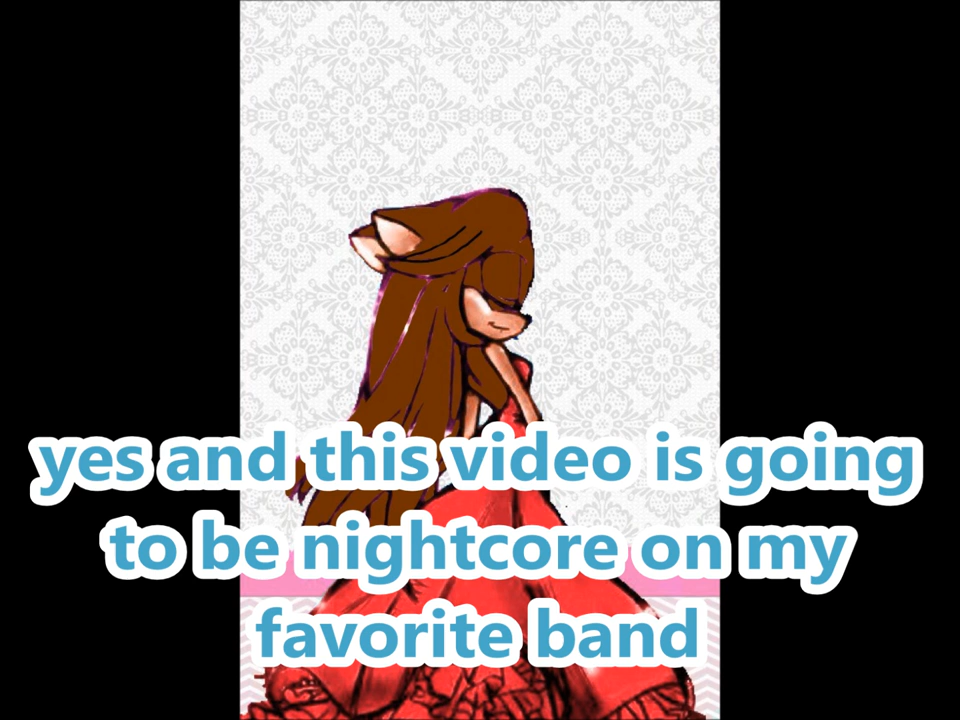 yes and this video is going
to be nightcore on my
favorite band